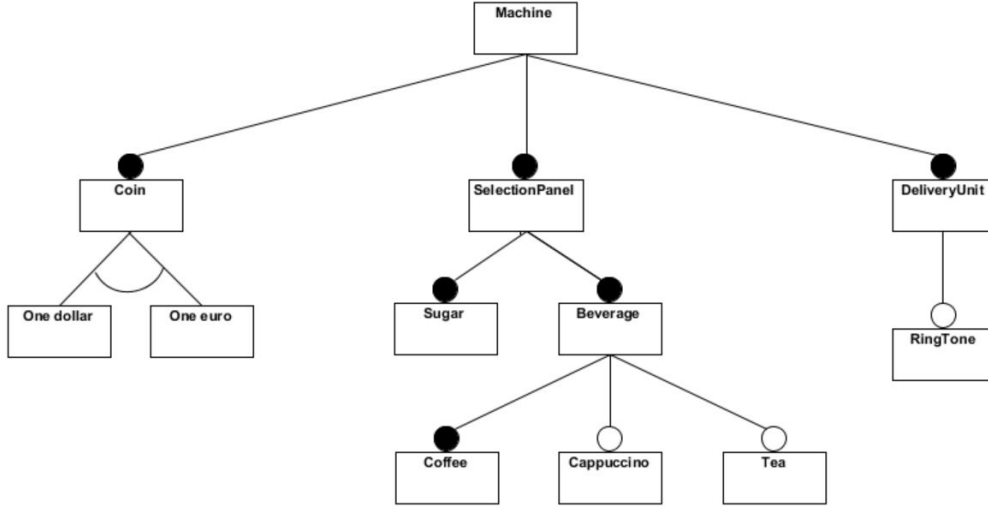 Machine
Coin
SelectionPanel
DeliveryUnit
One dollar
One euro
Sugar
Beverage
RingTone
Coffee
Cappuccino
Tea